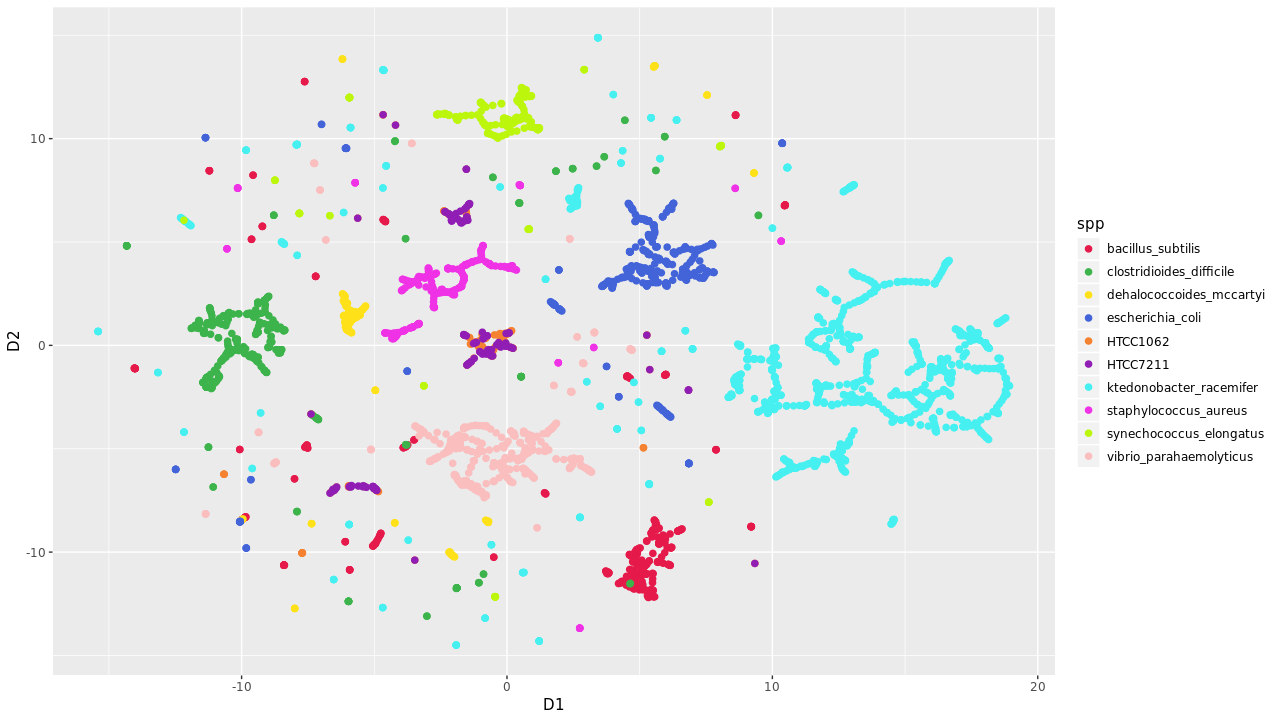 10
0
-10
-10
0
10
20
D1
D2
spp
bacillus_subtilis
clostridioides_difficile
dehalococcoides_mccartyi
escherichia_coli
HTCC1062
HTCC7211
ktedonobacter_racemifer
staphylococcus_aureus
synechococcus_elongatus
vibrio_parahaemolyticus